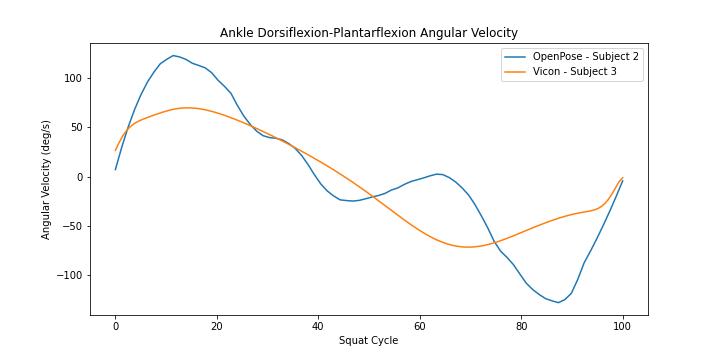 Ankle Dorsiflexion-Plantarflexion Angular Velocity
OpenPose - Subject 2
Vicon - Subject 3
Angular Velocity (deg/s)
100
50
0
−50
−100
0
20
40
60
80
100
Squat Cycle